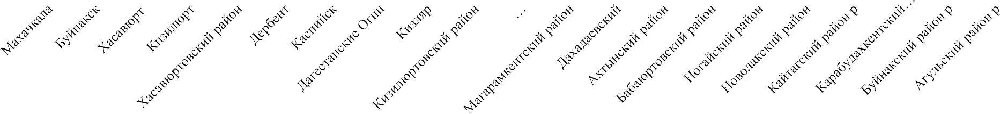 Махачкала
Буйнакск
Хасавюрт
Кизилюрт
Хасавюртовский район
Дербент
Каспийск
Дагестанские Огни
Кизляр
Кизилюртовский район
…
Магарамкентский район
Дахадаевский
Ахтынский район
Бабаюртовский район
Ногайский район
Новолакский район
Кайтагский район р
Карабудахкентский…
Буйнакский район р
Агульский район р